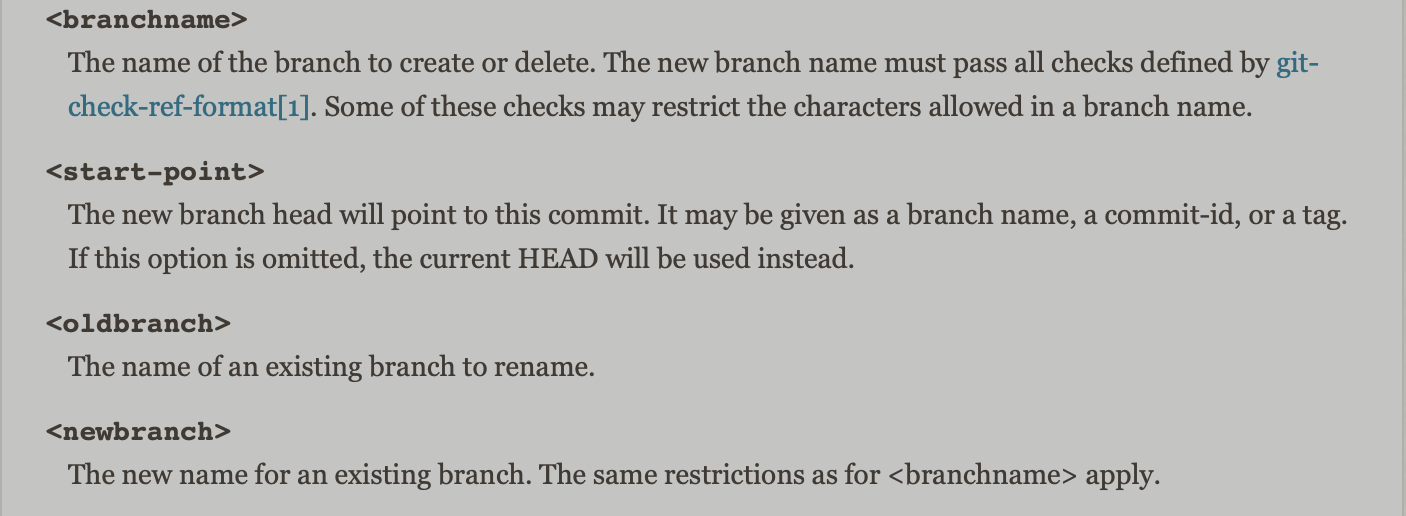 <branchname>
The name of the branch to create or delete. The new branch name must pass all checks defined by git-
check-ref-format[1]. Some of these checks may restrict the characters allowed in a branch name.
<start-point>
The new branch head will point to this commit. It may be given as a branch name, a commit-id, or a tag.
If this option is omitted, the current HEAD will be used instead.
<oldbranch>
The name of an existing branch to rename.
<newbranch>
The new name for an existing branch. The same restrictions as for <branchname> apply.